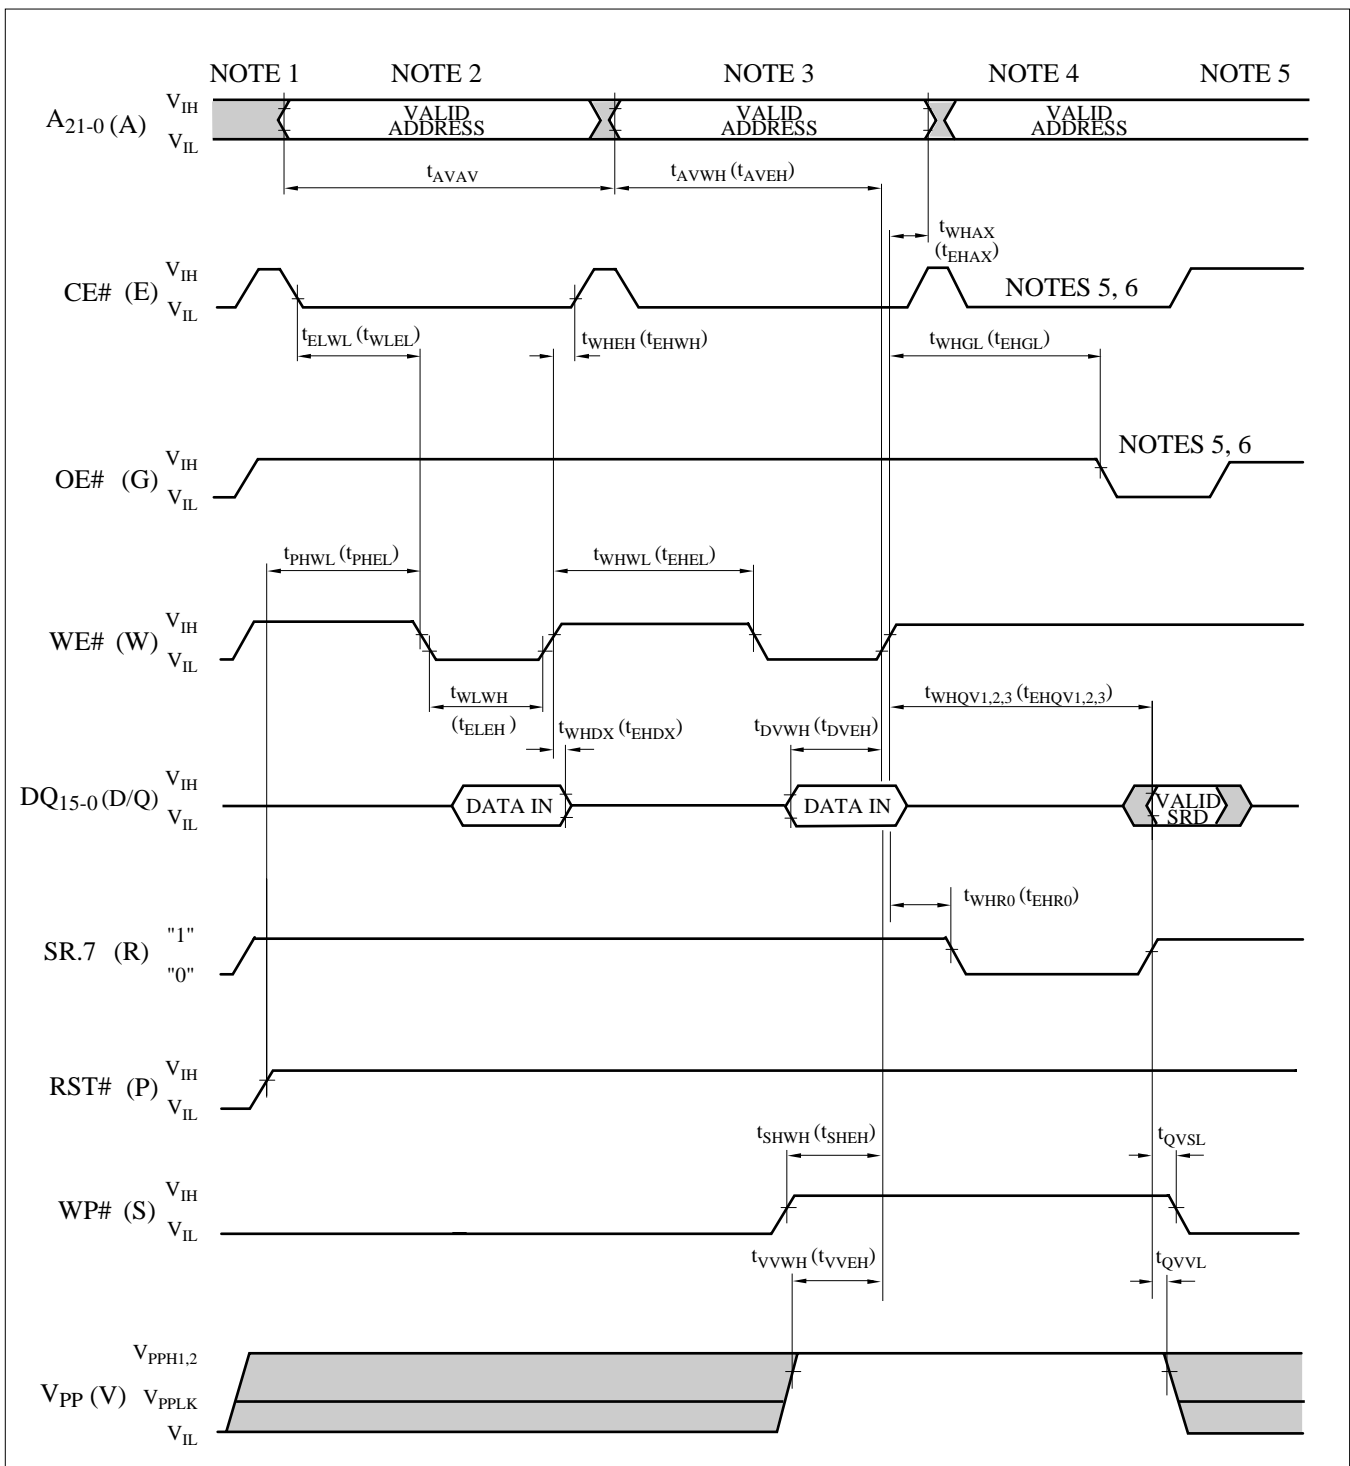 NOTE 1 NOTE 2 NOTE 3 NOTE 4 NOTE 5
A21-0 (A) VIH VIL VALID ADDRESS VALID ADDRESS VALID ADDRESS
tAVAV tAVWH (tAVEH)
tWHAX
(tEHAX)
CE# (E) VIH VIL NOTES 5, 6
tELWL (tWLEL) tWHEH (tEHWH) tWHGL (tEHGL)
OE# (G) VIH VIL NOTES 5, 6
tPHWL (tPHEL) tWHWL (tEHEL)
WE# (W) VIH VIL
tWLWH tWHQV1,2,3 (tEHQV1,2,3)
(tELEH ) tWHDX (tEHDX) tDVWH (tDVEH)
DQ15-0 (D/Q) VIH VIL DATA IN DATA IN VALID SRD
tWHR0 (tEHR0)
SR.7 (R) "1" "0"
RST# (P) VIH VIL
tSHWH (tSHEH) tQVSL
WP# (S) VIH VIL
tVVWH (tVVEH) tQVVL
VPP (V) VPPH1,2 VPPLK VIL